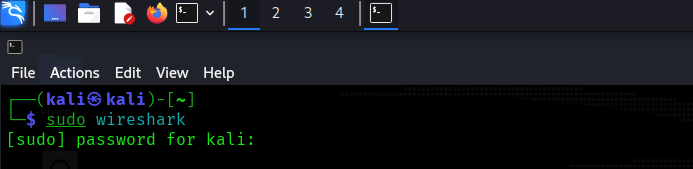 1 2 3 4
File Actions Edit View Help
┌──(kali㉿kali)-[~]
└─$ sudo wireshark
[sudo] password for kali: